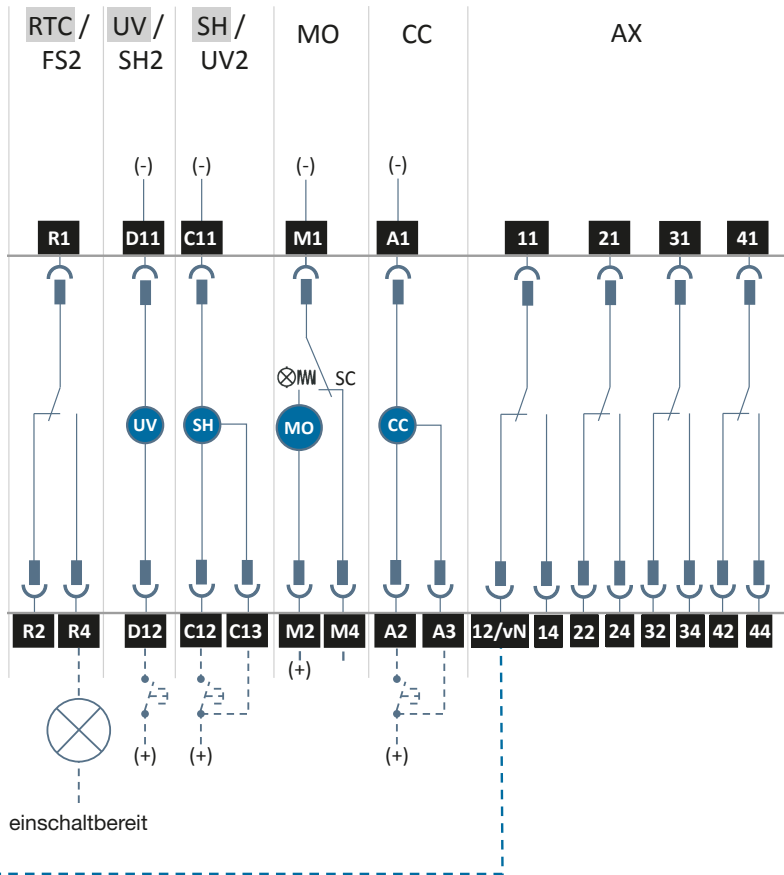 RTC / UV / SH / MO CC AX
FS2 SH2 UV2
(-) (-) (-) (-)
R1 D11 C11 M1 A1 11 21 31 41
SC
UV SH MO CC
R2 R4 D12 C12 C13 M2 M4 A2 A3 12/vN 14 22 24 32 34 42 44
(+)
(+) (+) (+)
einschaltbereit